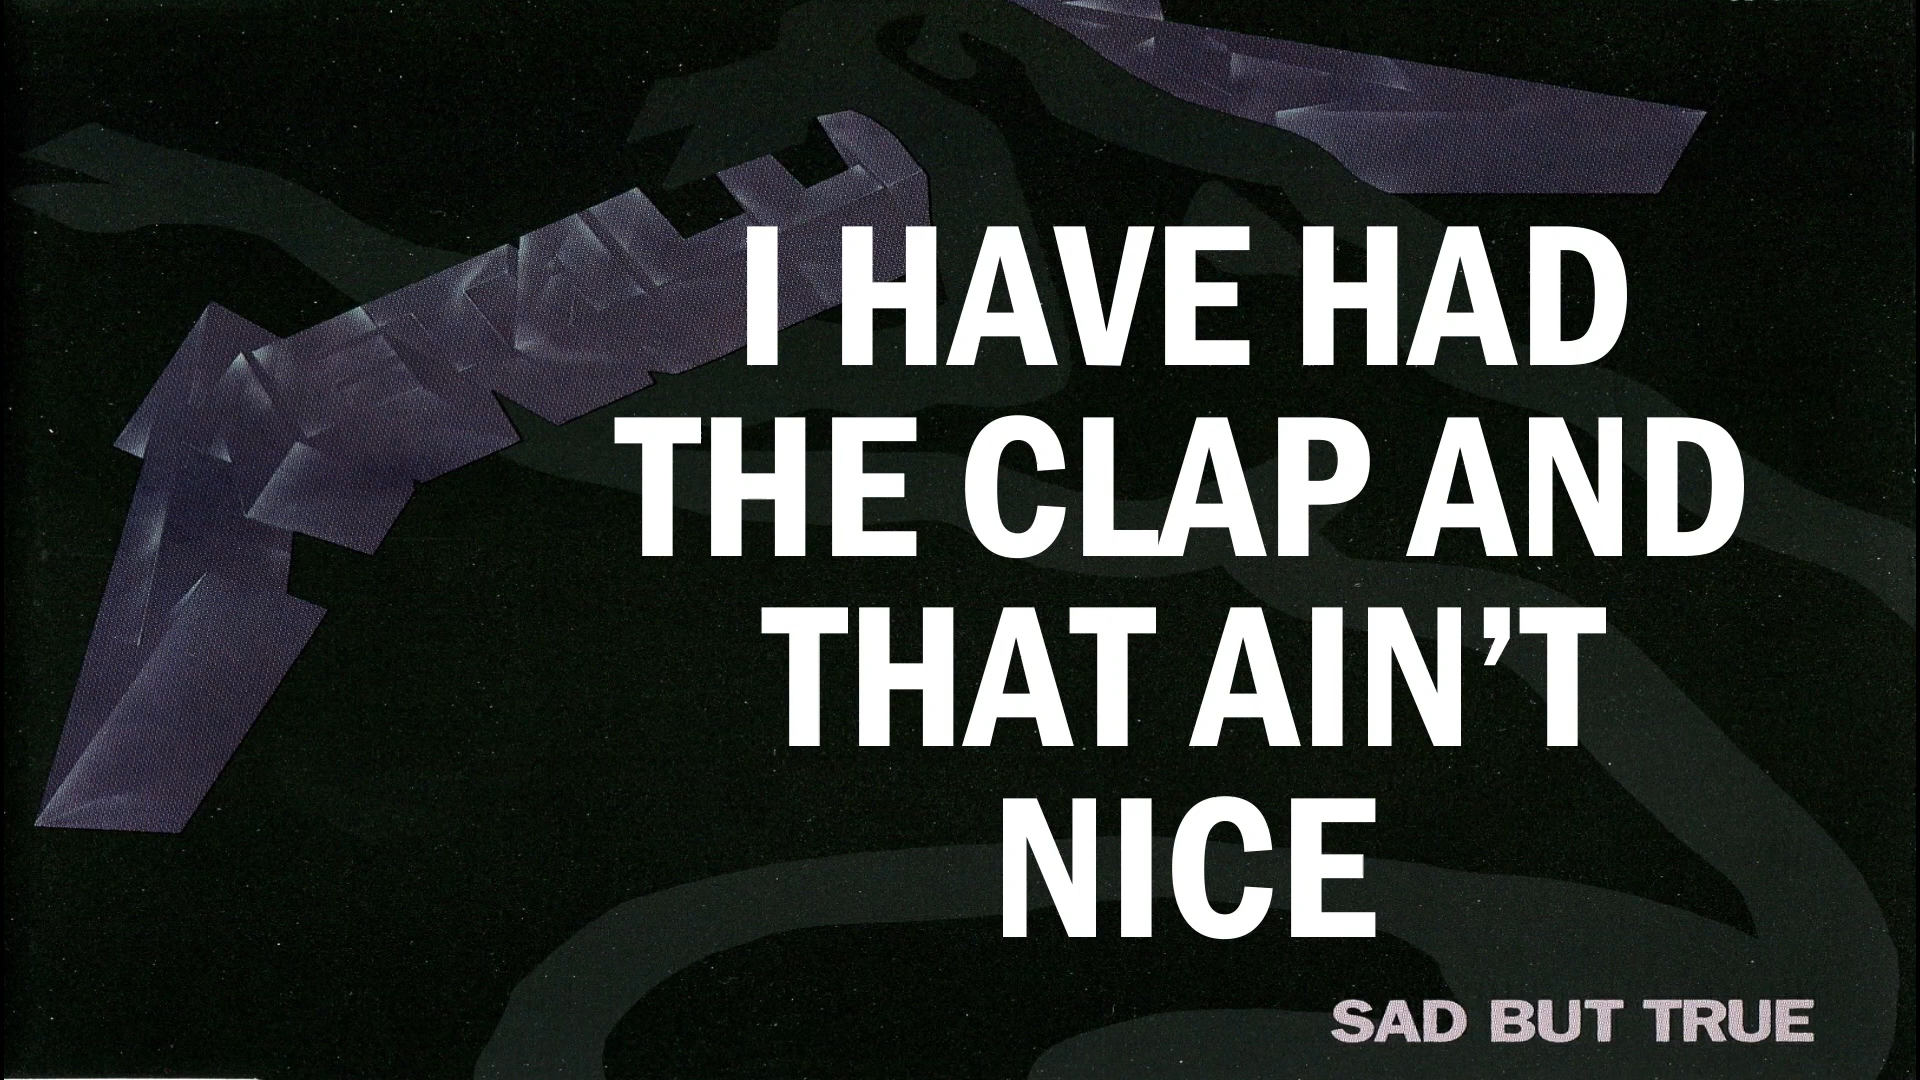 I HAVE HAD
THE CLAP AND
THAT AIN’T
NICE
SAD BUT TRUE